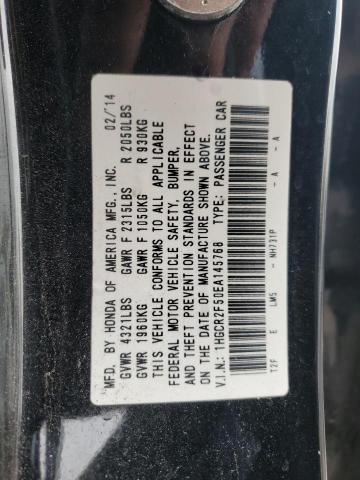 MFD. BY HONDA OF AMERICA MFG., INC. 02/14
GVWR 4321LBS GAWR F 2315LBS R 2050LBS
GVWR 1960KG GAWR F 1050KG R 930KG
THIS VEHICLE CONFORMS TO ALL APPLICABLE
FEDERAL MOTOR VEHICLE SAFETY, BUMPER,
AND THEFT PREVENTION STANDARDS IN EFFECT
ON THE DATE OF MANUFACTURE SHOWN ABOVE.
V.I.N.: 1HGCR2F50EA145768 TYPE: PASSENGER CAR
T2F E LM5 - NH731P - A - A